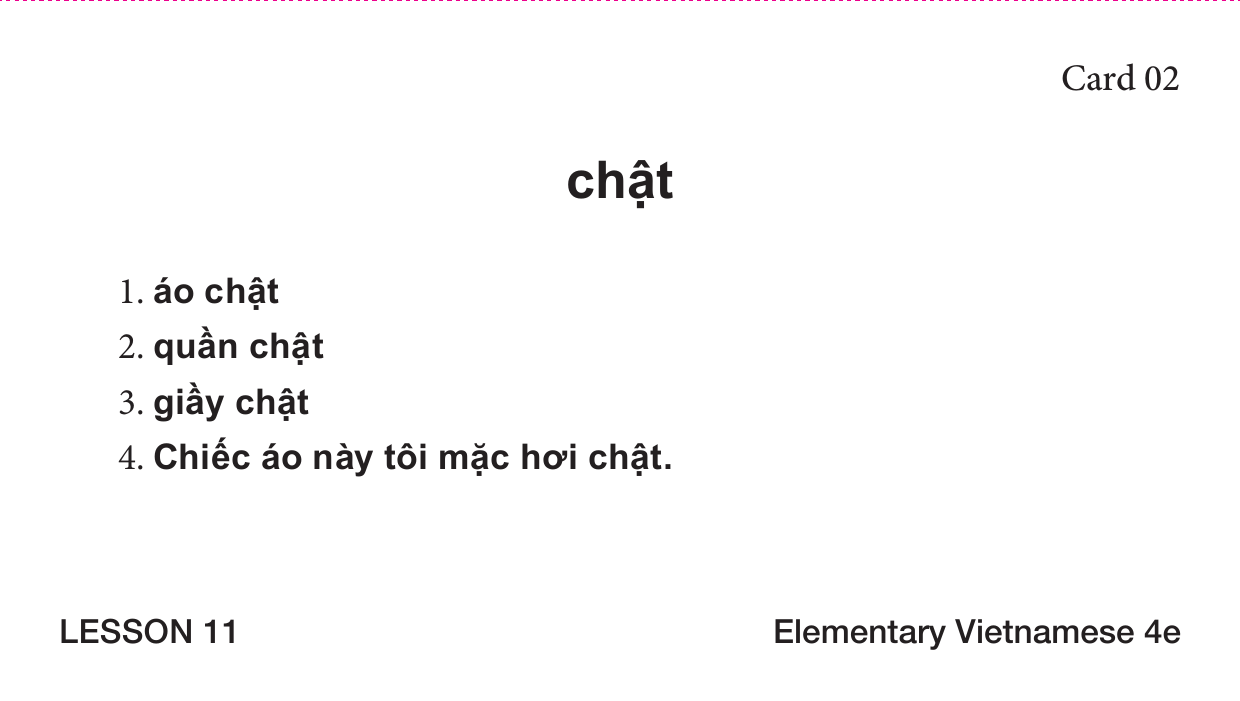 Card 02
chật
1. áo chật
2. quần chật
3. giầy chật
4. Chiếc áo này tôi mặc hơi chật.
LESSON 11
Elementary Vietnamese 4e